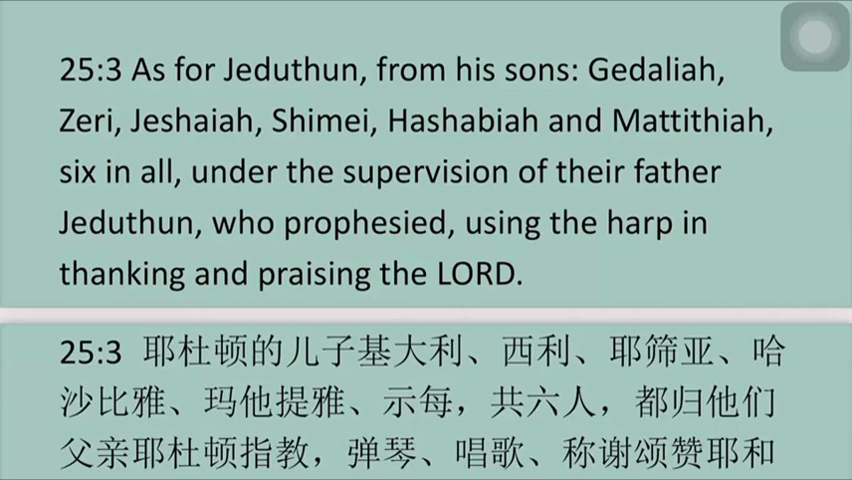 25:3 As for Jeduthun, from his sons: Gedaliah,
Zeri, Jeshaiah, Shimei, Hashabiah and Mattithiah,
six in all, under the supervision of their father
Jeduthun, who prophesied, using the harp in
thanking and praising the LORD.
25:3 耶杜顿的儿子基大利、西利、耶筛亚、哈
沙比雅、玛他提雅、示每，共六人，都归他们
父亲耶杜顿指教，弹琴、唱歌、称谢颂赞耶和